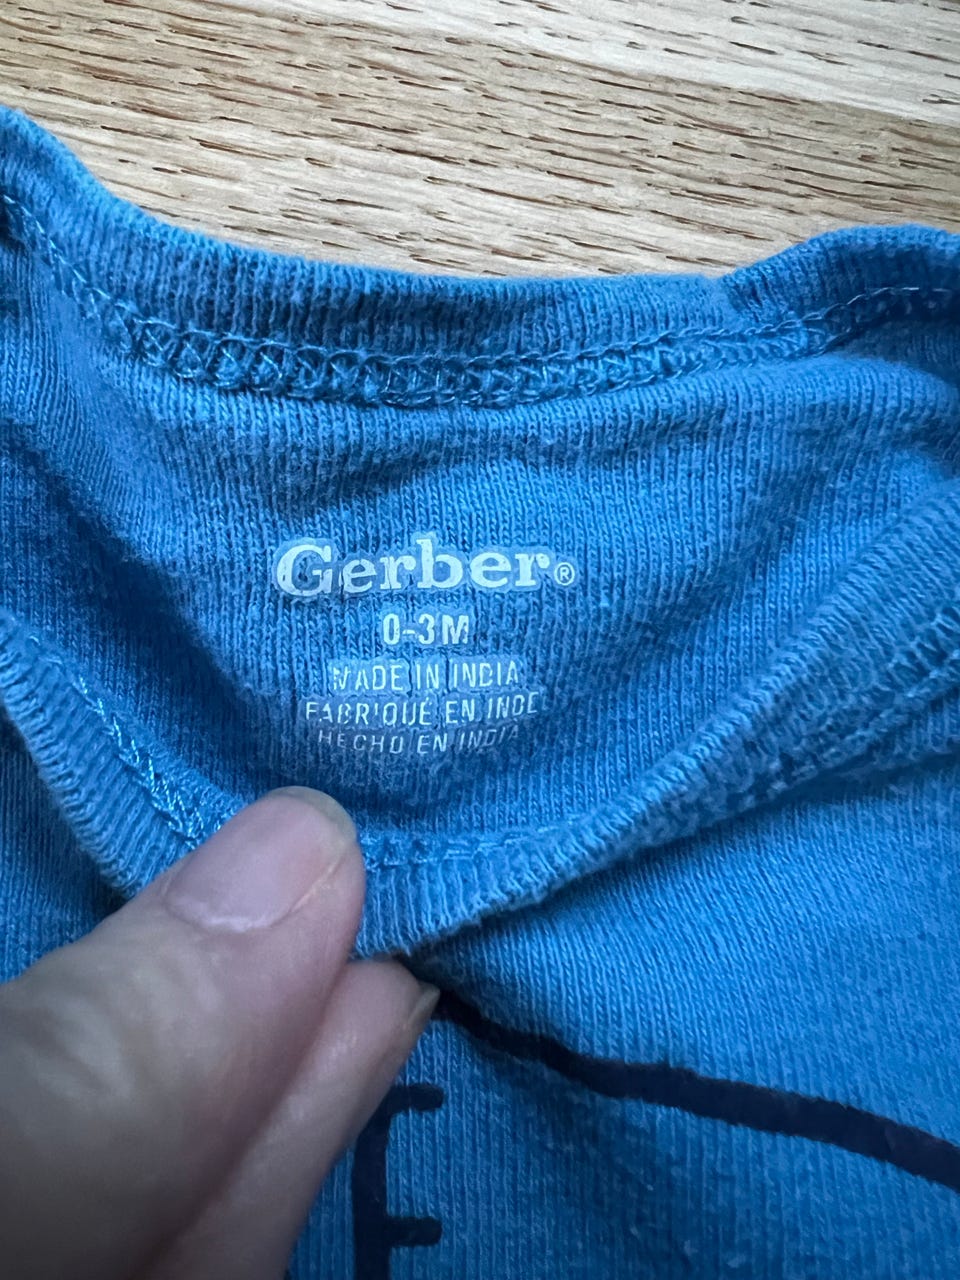 Gerber®
0-3M
MADE IN INDIA
FABRIQUÉ EN INDE
HECHO EN INDIA